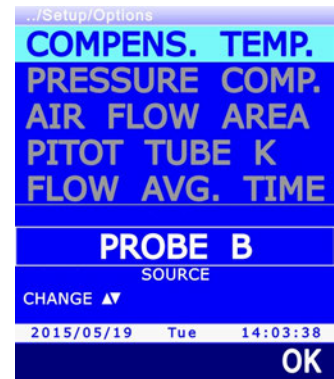 ../Setup/Options
COMPENS. TEMP.
PRESSURE COMP.
AIR FLOW AREA
PITOT TUBE K
FLOW AVG. TIME
PROBE B
SOURCE
CHANGE ▲▼
2015/05/19 Tue 14:03:38
OK